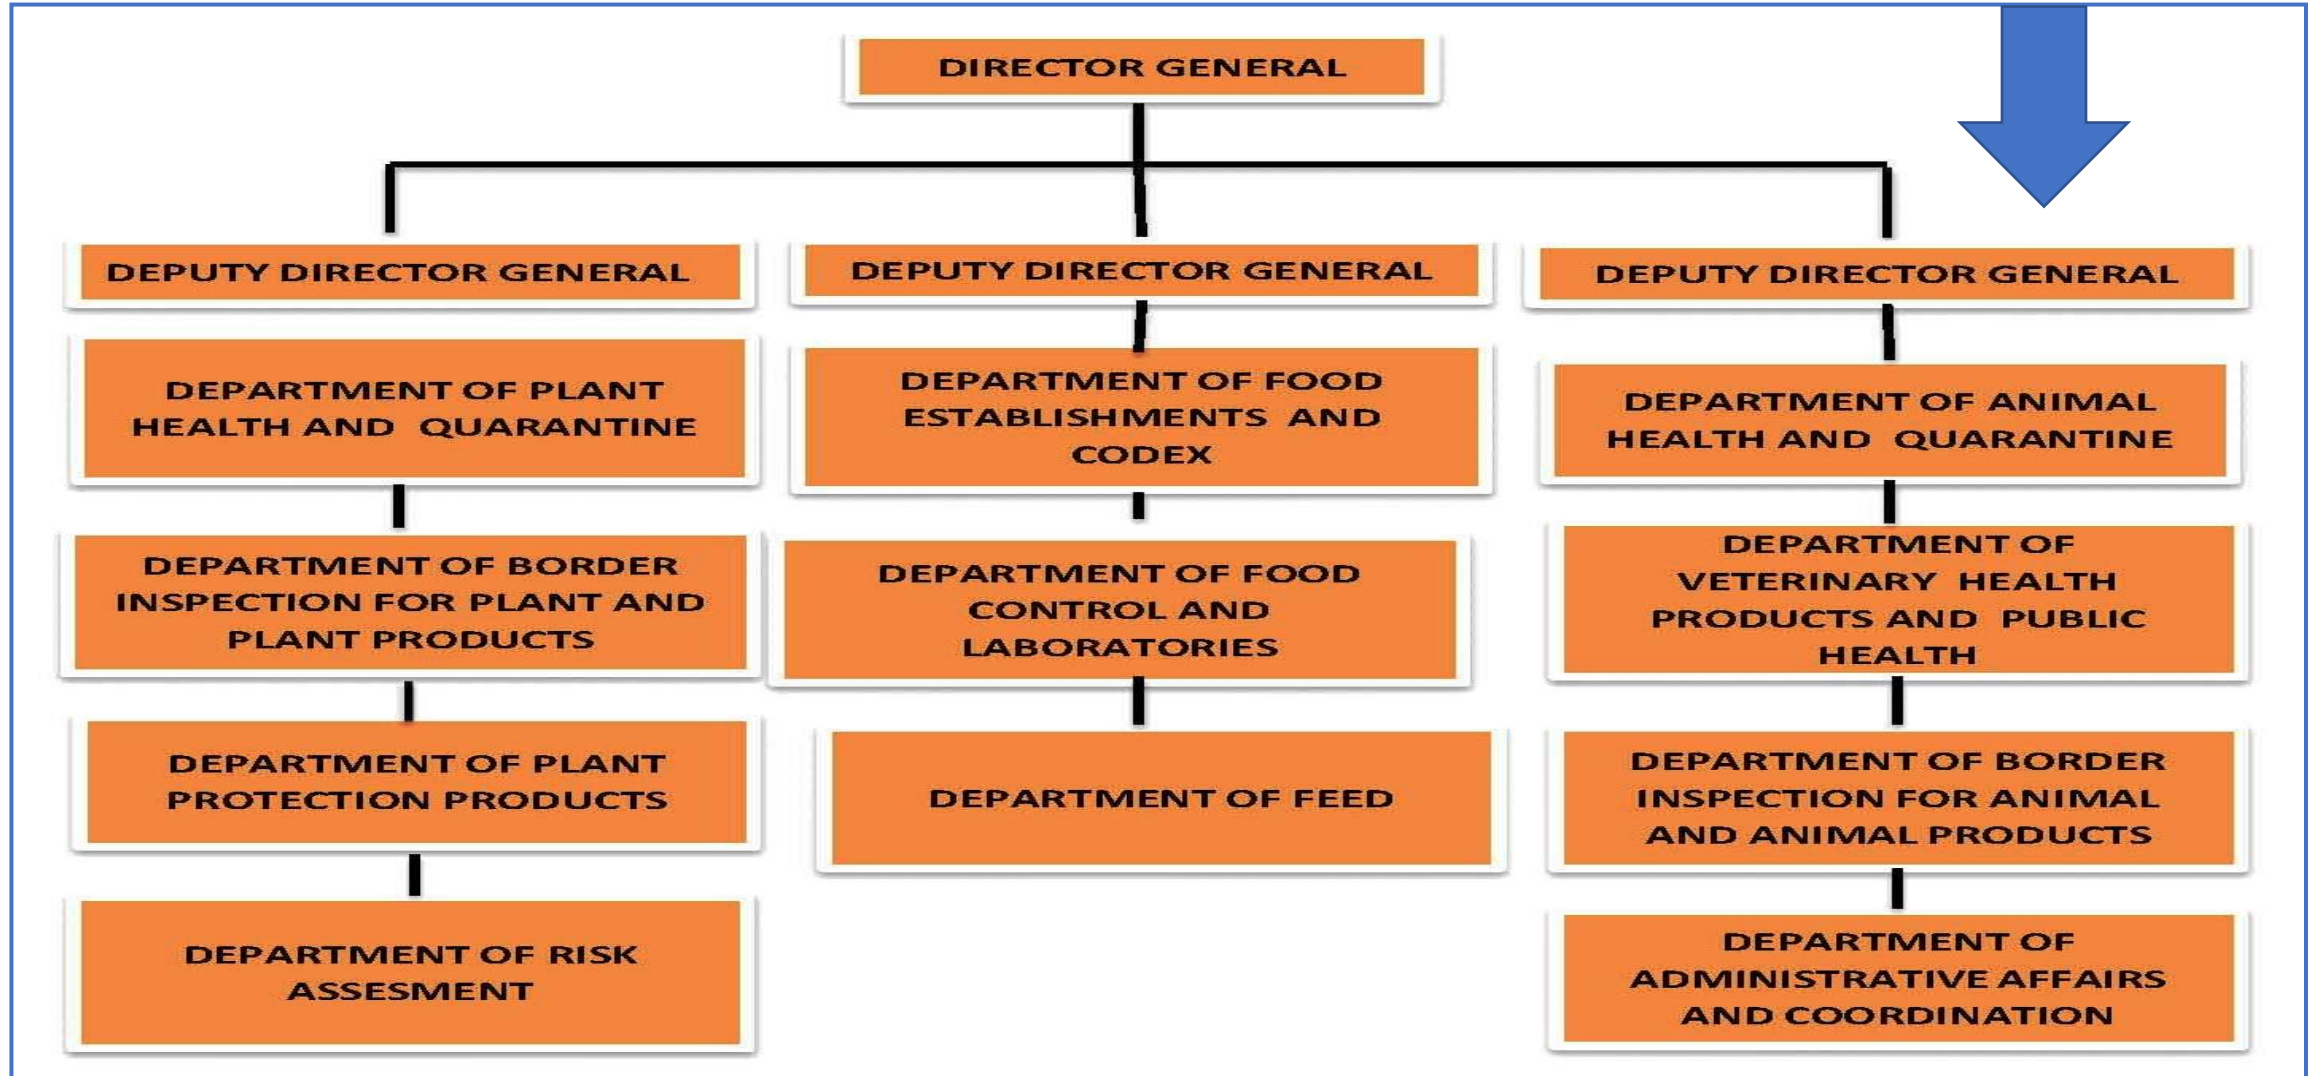 DIRECTOR GENERAL
DEPUTY DIRECTOR GENERAL
DEPARTMENT OF PLANT
HEALTH AND QUARANTINE
DEPARTMENT OF BORDER
INSPECTION FOR PLANT AND
PLANT PRODUCTS
DEPARTMENT OF PLANT
PROTECTION PRODUCTS
DEPARTMENT OF RISK
ASSESMENT
DEPUTY DIRECTOR GENERAL
DEPARTMENT OF FOOD
ESTABLISHMENTS AND
CODEX
DEPARTMENT OF FOOD
CONTROL AND
LABORATORIES
DEPARTMENT OF FEED
DEPUTY DIRECTOR GENERAL
DEPARTMENT OF ANIMAL
HEALTH AND QUARANTINE
DEPARTMENT OF
VETERINARY HEALTH
PRODUCTS AND PUBLIC
HEALTH
DEPARTMENT OF BORDER
INSPECTION FOR ANIMAL
AND ANIMAL PRODUCTS
DEPARTMENT OF
ADMINISTRATIVE AFFAIRS
AND COORDINATION